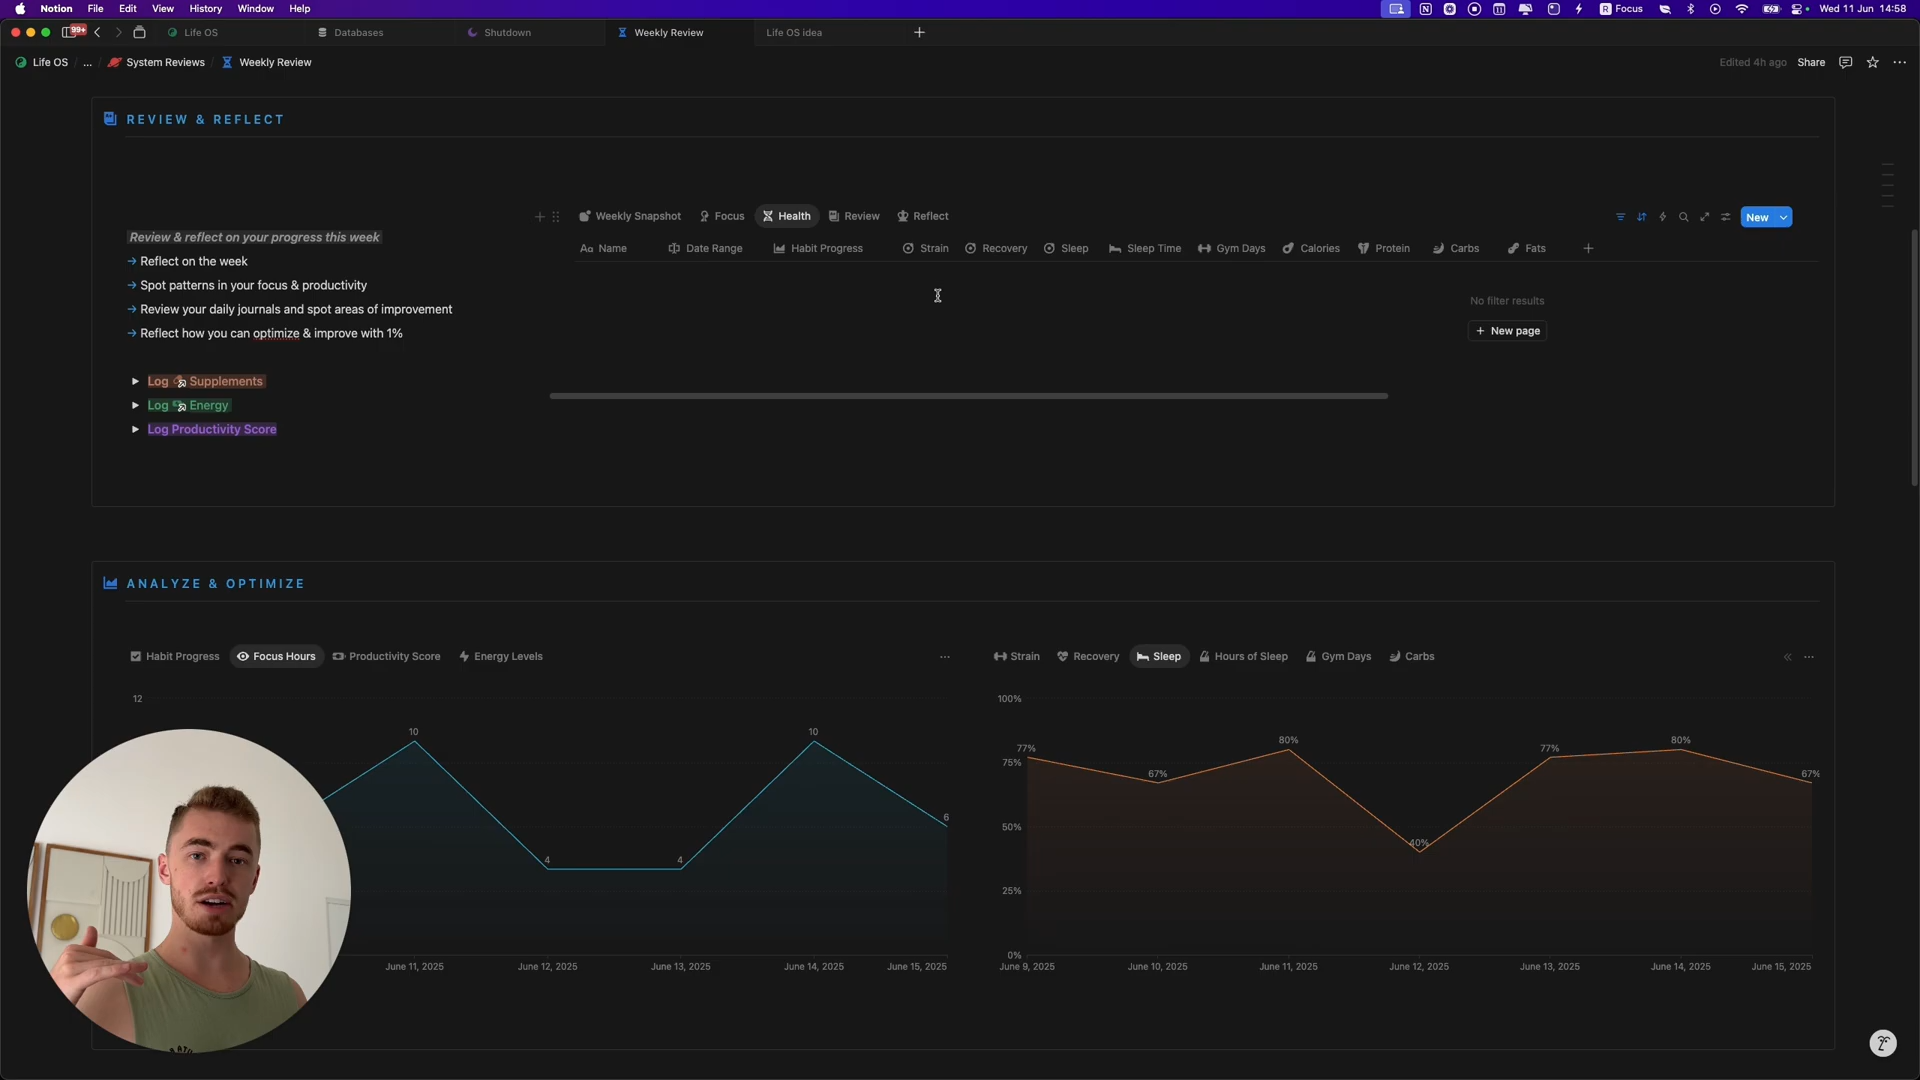 Notion File Edit View History Window Help
Focus Wed 11 Jun 14:58
99+ Life OS Databases Shutdown Weekly Review Life OS idea
Life OS / ... / System Reviews / Weekly Review Edited 4h ago Share
REVIEW & REFLECT
Weekly Snapshot Focus Health Review Reflect New
Review & reflect on your progress this week
Aa Name Date Range Habit Progress Strain Recovery Sleep Sleep Time Gym Days Calories Protein Carbs Fats
→ Reflect on the week
→ Spot patterns in your focus & productivity
No filter results
→ Review your daily journals and spot areas of improvement
→ Reflect how you can optimize & improve with 1%
+ New page
Log Supplements
Log Energy
Log Productivity Score
ANALYZE & OPTIMIZE
Habit Progress Focus Hours Productivity Score Energy Levels
12
10
4
4
10
6
June 11, 2025 June 12, 2025 June 13, 2025 June 14, 2025 June 15, 2025
Strain Recovery Sleep Hours of Sleep Gym Days Carbs
100%
75%
50%
25%
0%
77% 67% 80% 40% 77% 80% 67%
June 9, 2025 June 10, 2025 June 11, 2025 June 12, 2025 June 13, 2025 June 14, 2025 June 15, 2025